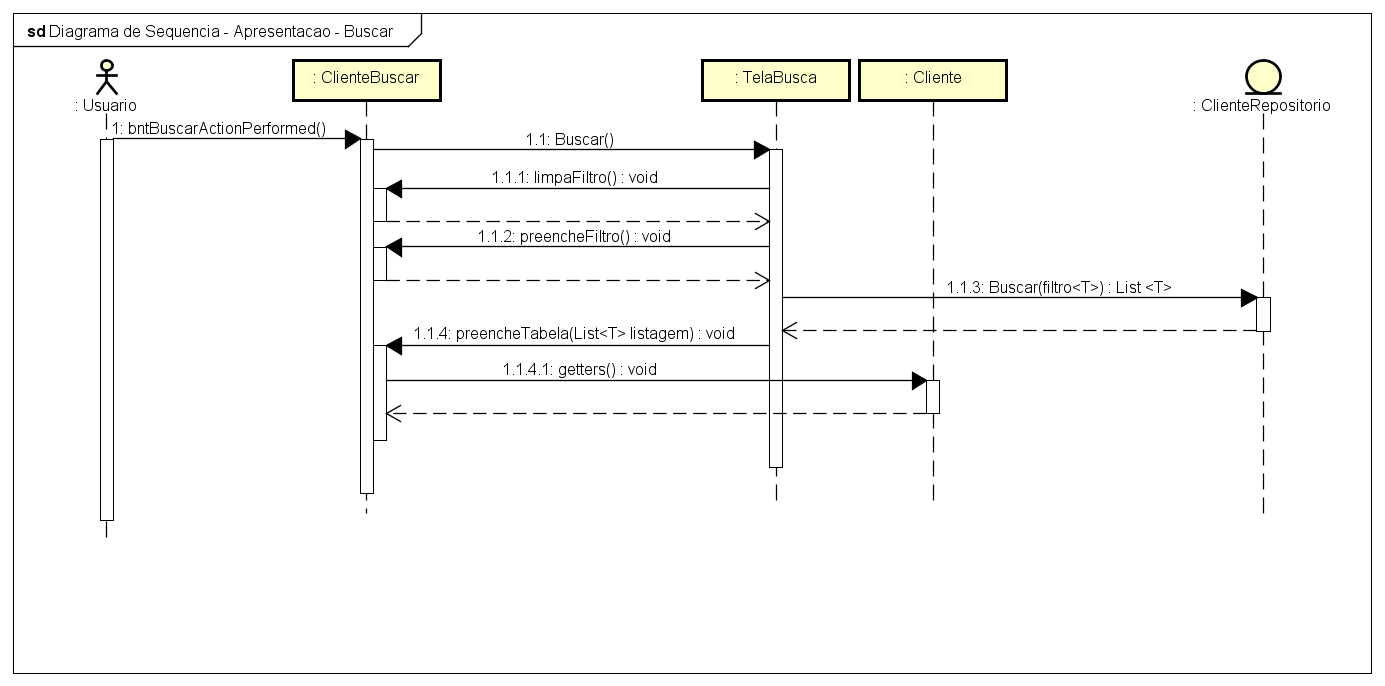 sd Diagrama de Sequencia - Apresentacao - Buscar
: Usuario
: ClienteBuscar
: TelaBusca
: Cliente
: ClienteRepositorio
1: bntBuscarActionPerformed()
1.1: Buscar()
1.1.1: limpaFiltro() : void
1.1.2: preencheFiltro() : void
1.1.3: Buscar(filtro<T>) : List <T>
1.1.4: preencheTabela(List<T> listagem) : void
1.1.4.1: getters() : void